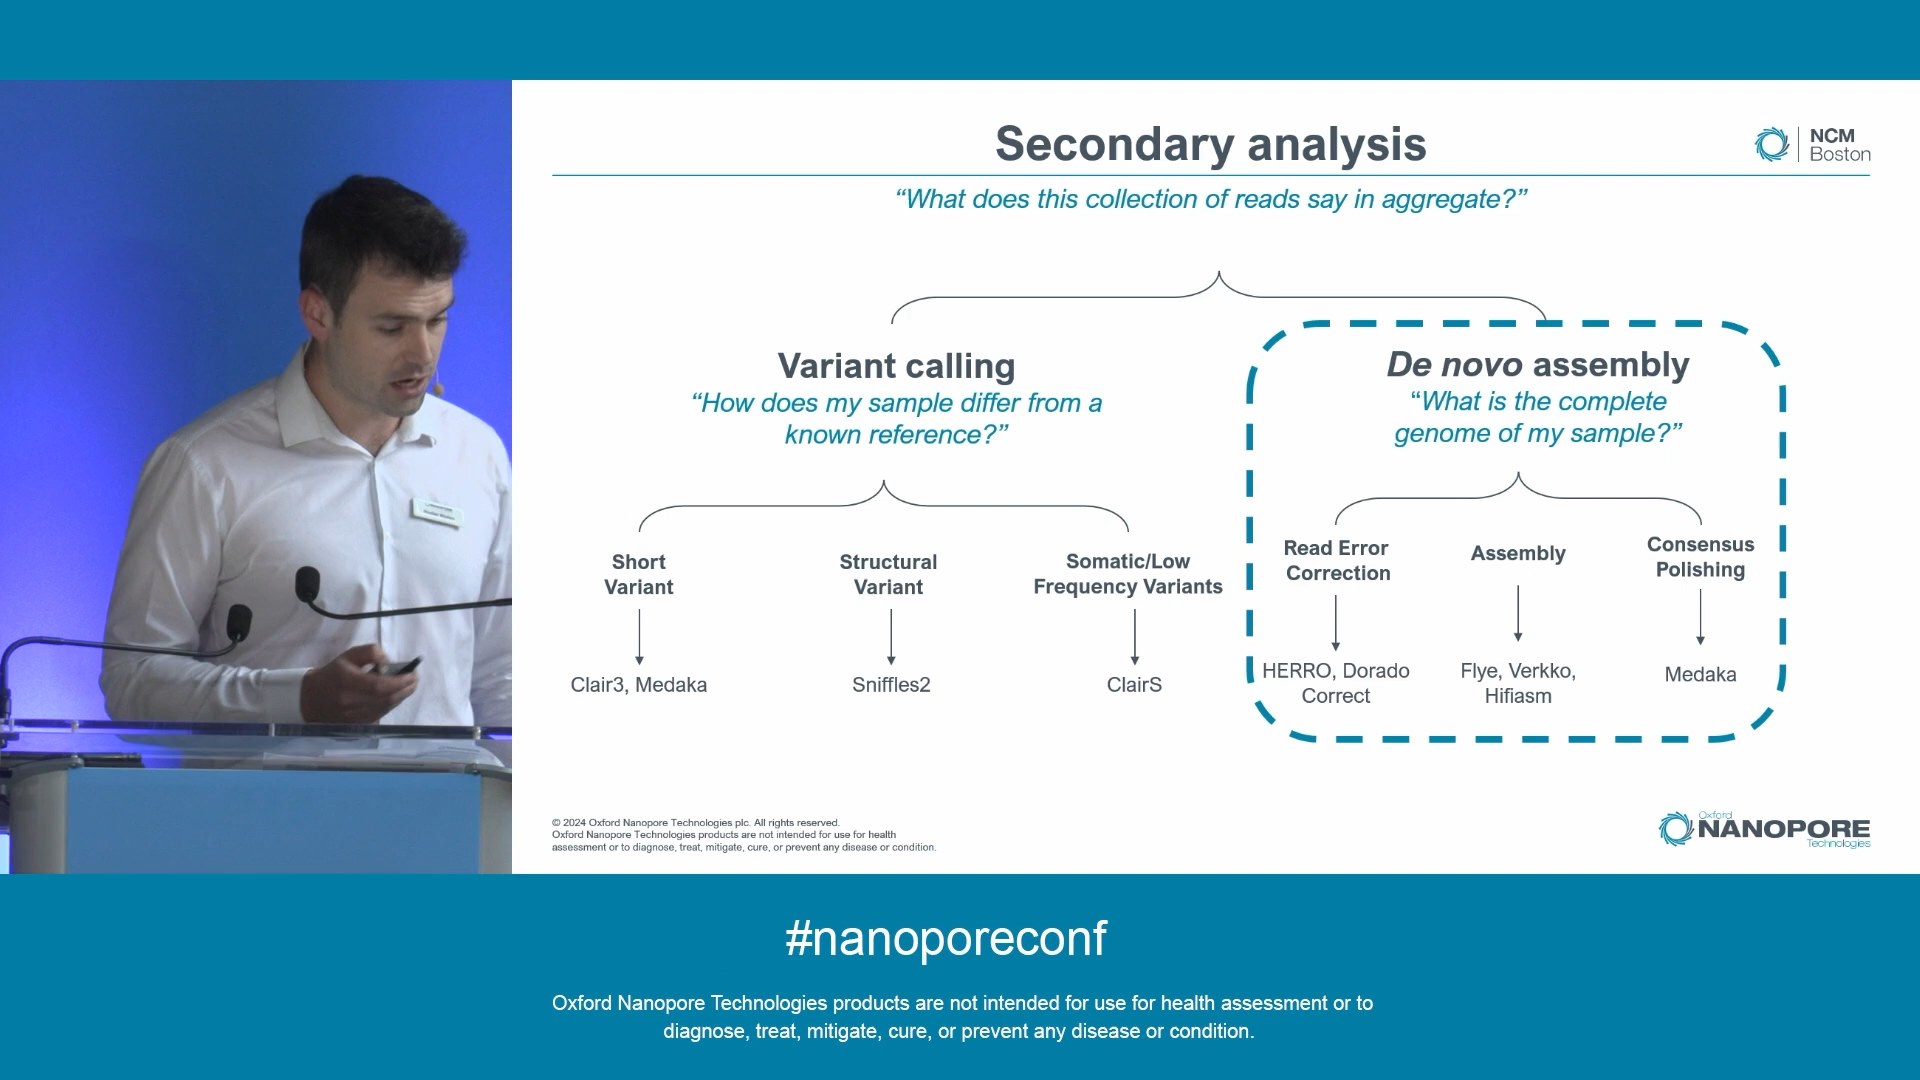 Secondary analysis
NCM
Boston
“What does this collection of reads say in aggregate?”
Variant calling
“How does my sample differ from a
known reference?”
De novo assembly
“What is the complete
genome of my sample?”
Short
Variant
Structural
Variant
Somatic/Low
Frequency Variants
Read Error
Correction
Assembly
Consensus
Polishing
Clair3, Medaka
Sniffles2
ClairS
HERRO, Dorado
Correct
Flye, Verkko,
Hifiasm
Medaka
© 2024 Oxford Nanopore Technologies plc. All rights reserved.
Oxford Nanopore Technologies products are not intended for use for health
assessment or to diagnose, treat, mitigate, cure, or prevent any disease or condition.
Oxford
NANOPORE
Technologies
#nanoporeconf
Oxford Nanopore Technologies products are not intended for use for health assessment or to
diagnose, treat, mitigate, cure, or prevent any disease or condition.